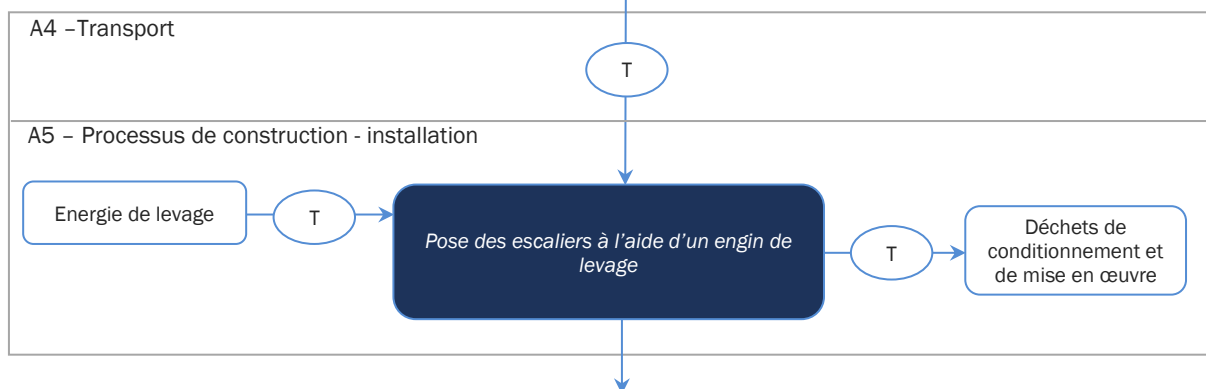 A4 –Transport
T
A5 – Processus de construction - installation
Energie de levage
T
Pose des escaliers à l’aide d’un engin de
levage
T
Déchets de
conditionnement et
de mise en œuvre